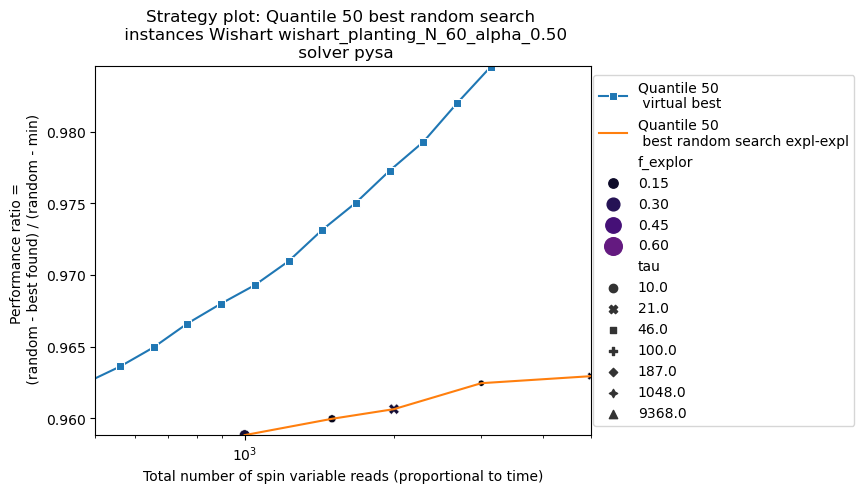 Strategy plot: Quantile 50 best random search
instances Wishart wishart_planting_N_60_alpha_0.50
solver pysa
Performance ratio =
(random - best found) / (random - min)
0.980
0.975
0.970
0.965
0.960
10^3
Total number of spin variable reads (proportional to time)
Quantile 50
virtual best
Quantile 50
best random search expl-expl
f_explor
0.15
0.30
0.45
0.60
tau
10.0
21.0
46.0
100.0
187.0
1048.0
9368.0